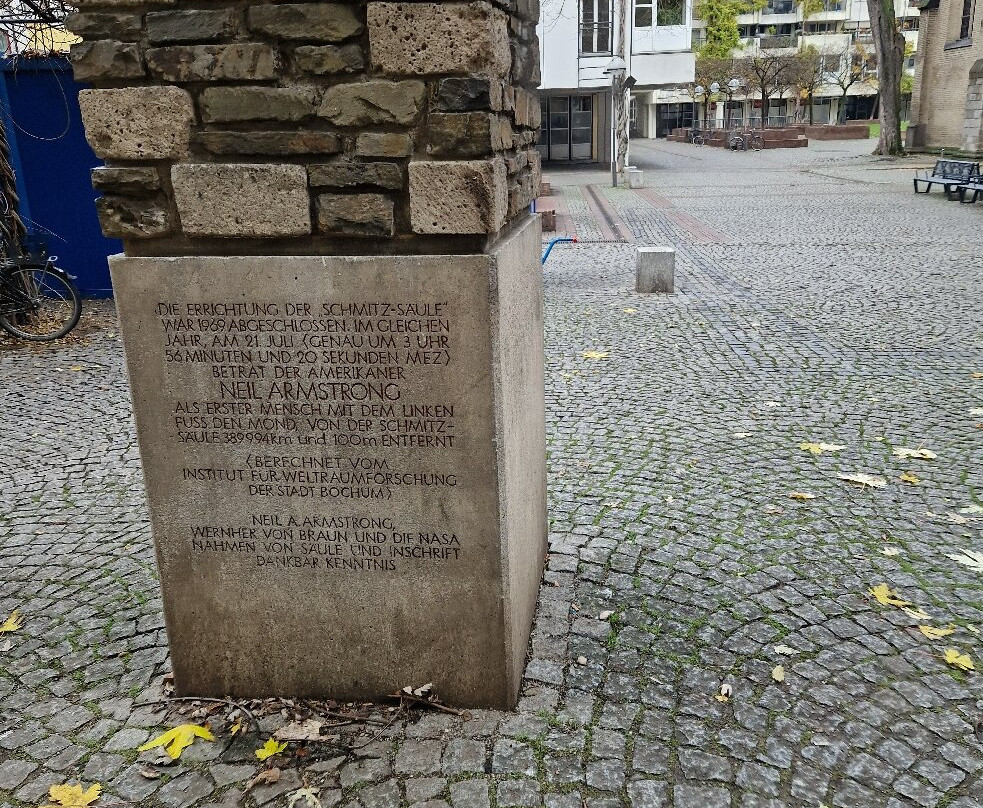 DIE ERRICHTUNG DER „SCHMITZ-SÄULE“
WAR 1969 ABGESCHLOSSEN. IM GLEICHEN
JAHR, AM 21. JULI (GENAU UM 3 UHR
56 MINUTEN UND 20 SEKUNDEN MEZ)
BETRAT DER AMERIKANER
NEIL ARMSTRONG
ALS ERSTER MENSCH MIT DEM LINKEN
FUSS DEN MOND, VON DER SCHMITZ-
SÄULE 389994km und 100m ENTFERNT
(BERECHNET VOM
INSTITUT FÜR WELTRAUMFORSCHUNG
DER STADT BOCHUM)
NEIL A. ARMSTRONG,
WERNHER VON BRAUN UND DIE NASA
NAHMEN VON SÄULE UND INSCHRIFT
DANKBAR KENNTNIS